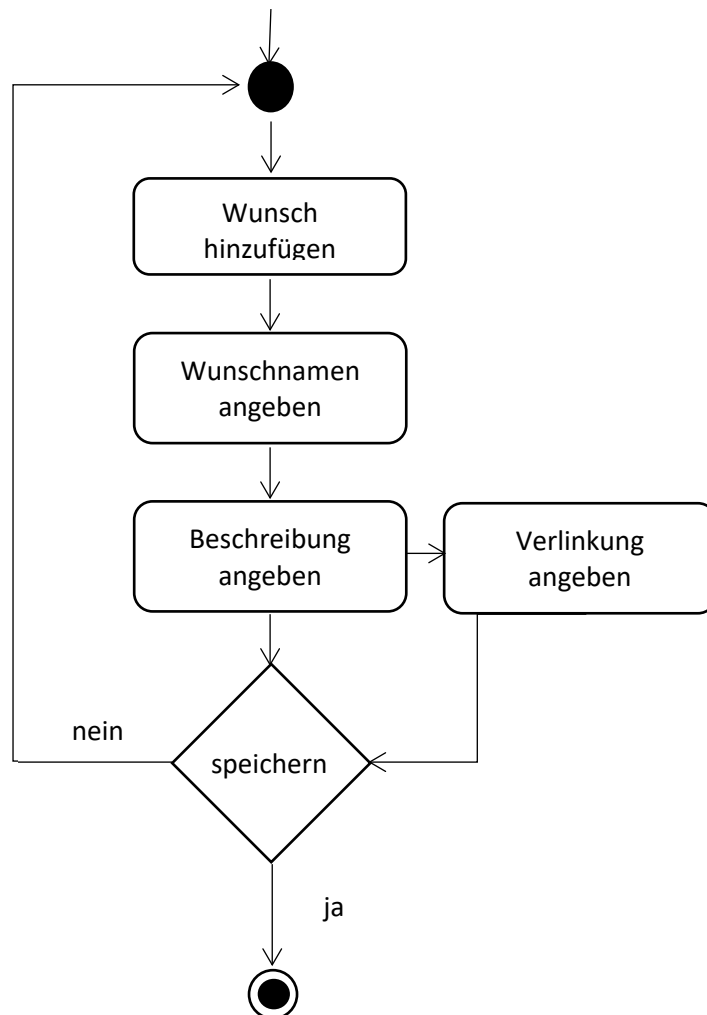 Wunsch
hinzufügen
Wunschnamen
angeben
Beschreibung
angeben
Verlinkung
angeben
nein
speichern
ja